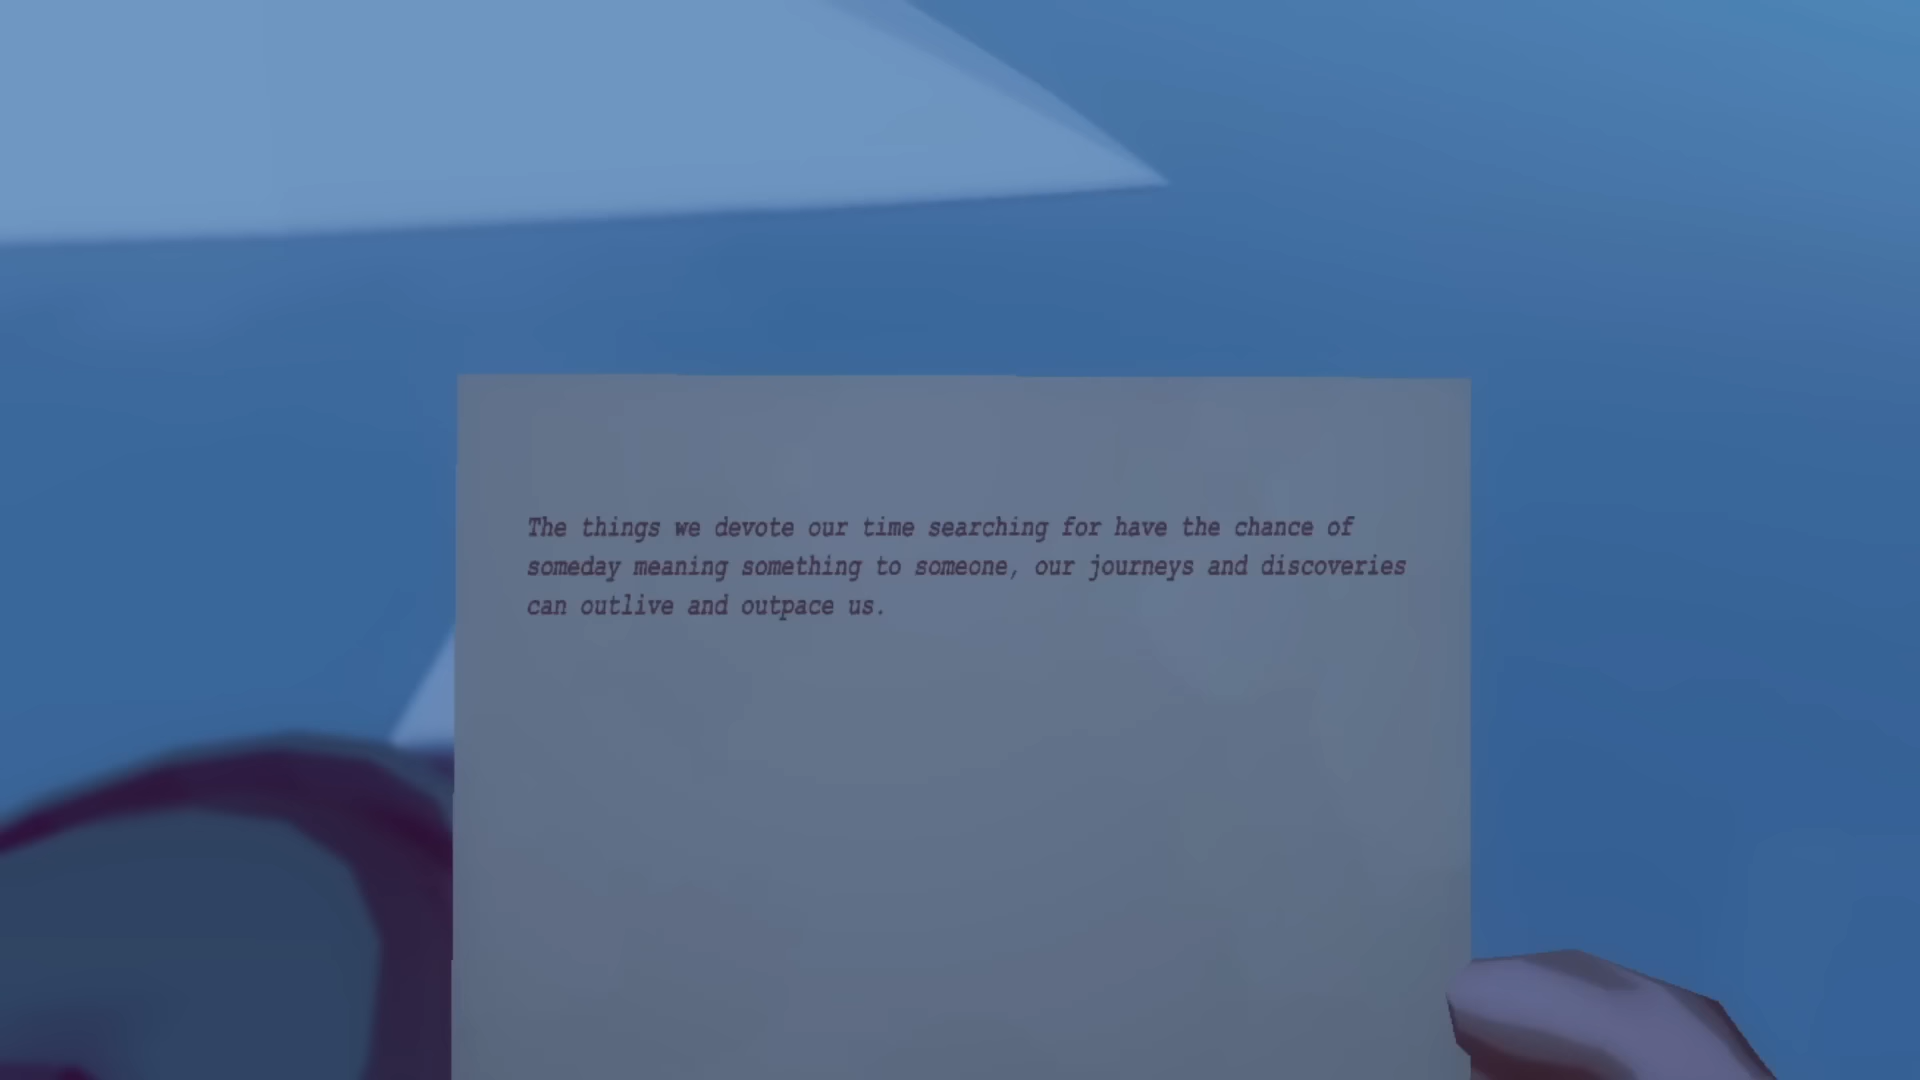 The things we devote our time searching for have the chance of
someday meaning something to someone, our journeys and discoveries
can outlive and outpace us.